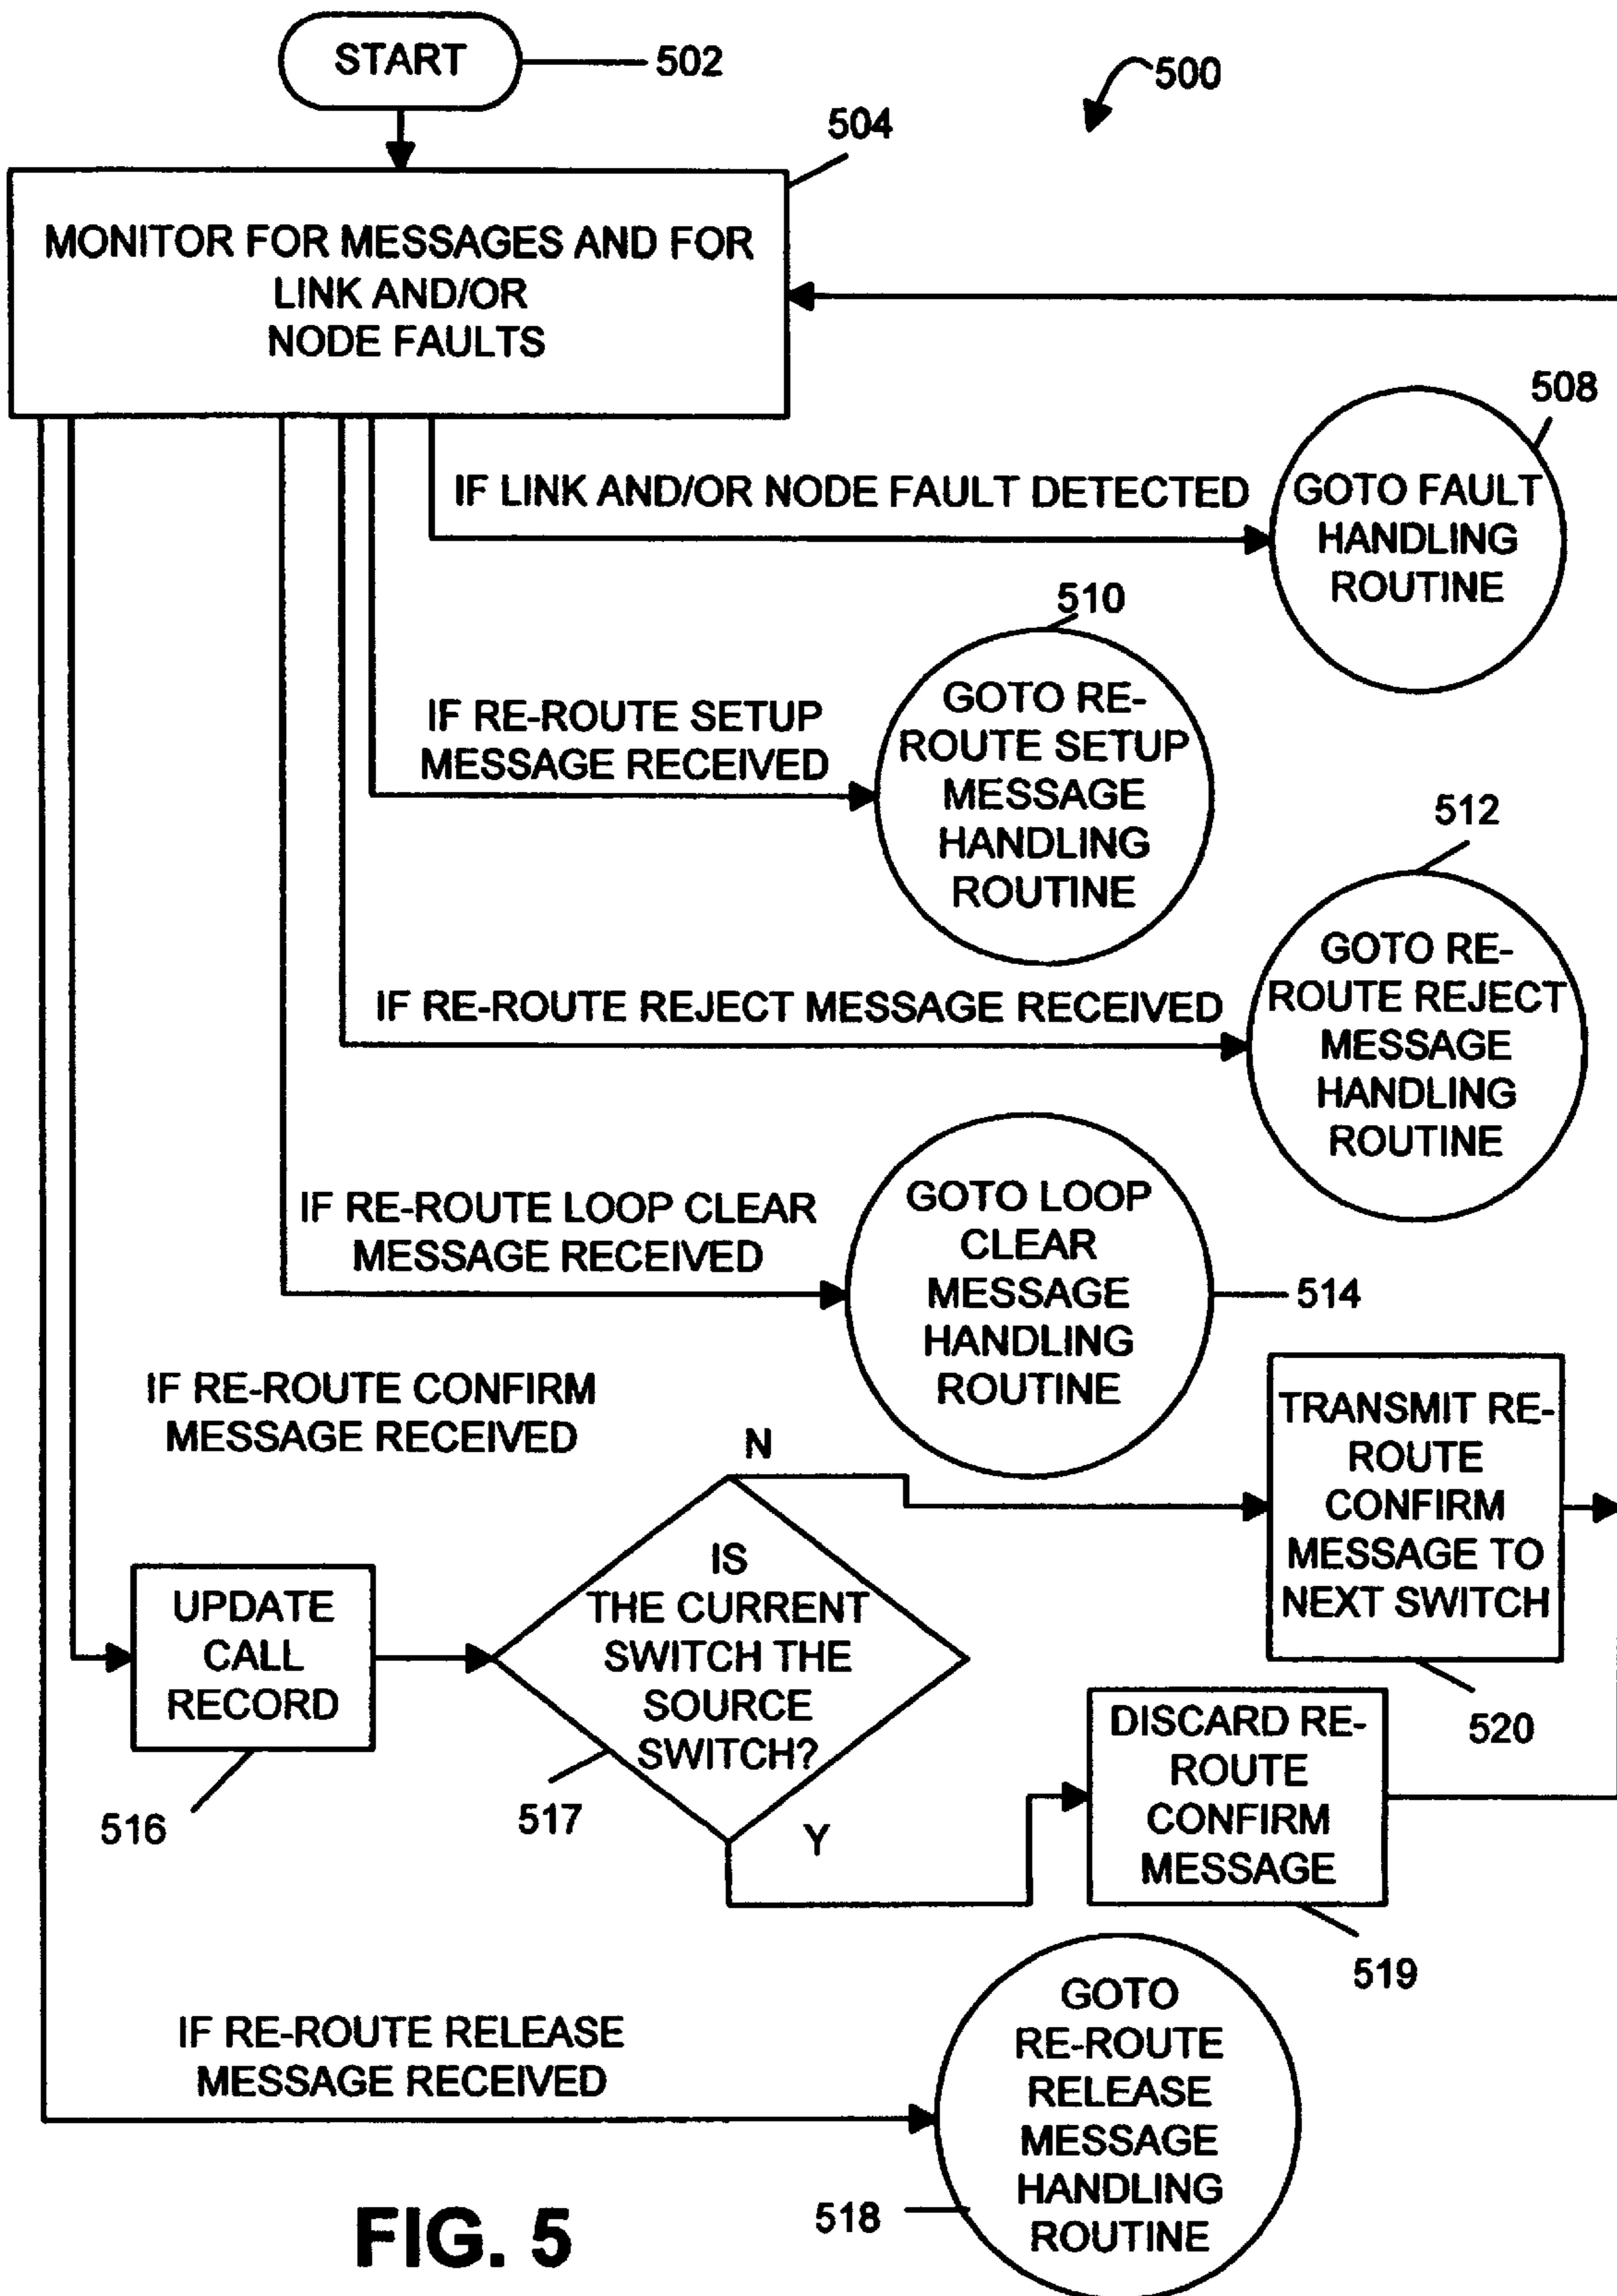 START
502
500
504
MONITOR FOR MESSAGES AND FOR
LINK AND/OR
NODE FAULTS
508
IF LINK AND/OR NODE FAULT DETECTED
GOTO FAULT
HANDLING
ROUTINE
510
IF RE-ROUTE SETUP
MESSAGE RECEIVED
GOTO RE-
ROUTE SETUP
MESSAGE
HANDLING
ROUTINE
512
IF RE-ROUTE REJECT MESSAGE RECEIVED
GOTO RE-
ROUTE REJECT
MESSAGE
HANDLING
ROUTINE
IF RE-ROUTE LOOP CLEAR
MESSAGE RECEIVED
GOTO LOOP
CLEAR
MESSAGE
HANDLING
ROUTINE
514
IF RE-ROUTE CONFIRM
MESSAGE RECEIVED
N
TRANSMIT RE-
ROUTE
CONFIRM
MESSAGE TO
NEXT SWITCH
520
UPDATE
CALL
RECORD
516
IS
THE CURRENT
SWITCH THE
SOURCE
SWITCH?
517
Y
DISCARD RE-
ROUTE
CONFIRM
MESSAGE
519
IF RE-ROUTE RELEASE
MESSAGE RECEIVED
GOTO
RE-ROUTE
RELEASE
MESSAGE
HANDLING
ROUTINE
518
FIG. 5